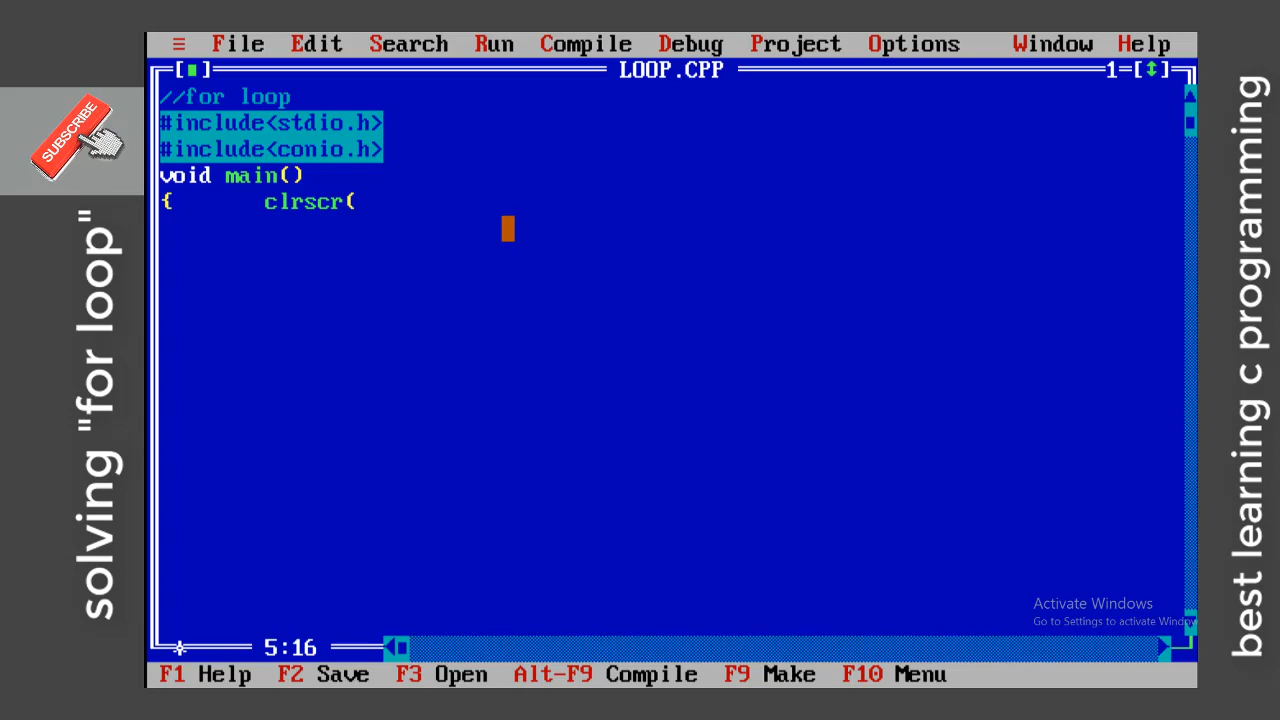 ≡ File Edit Search Run Compile Debug Project Options Window Help
[■] LOOP.CPP 1=[↕]
//for loop
#include<stdio.h>
#include<conio.h>
void main()
{ clrscr(
5:16
F1 Help F2 Save F3 Open Alt-F9 Compile F9 Make F10 Menu
Activate Windows
Go to Settings to activate Windows
SUBSCRIBE
solving "for loop"
best learning c programming